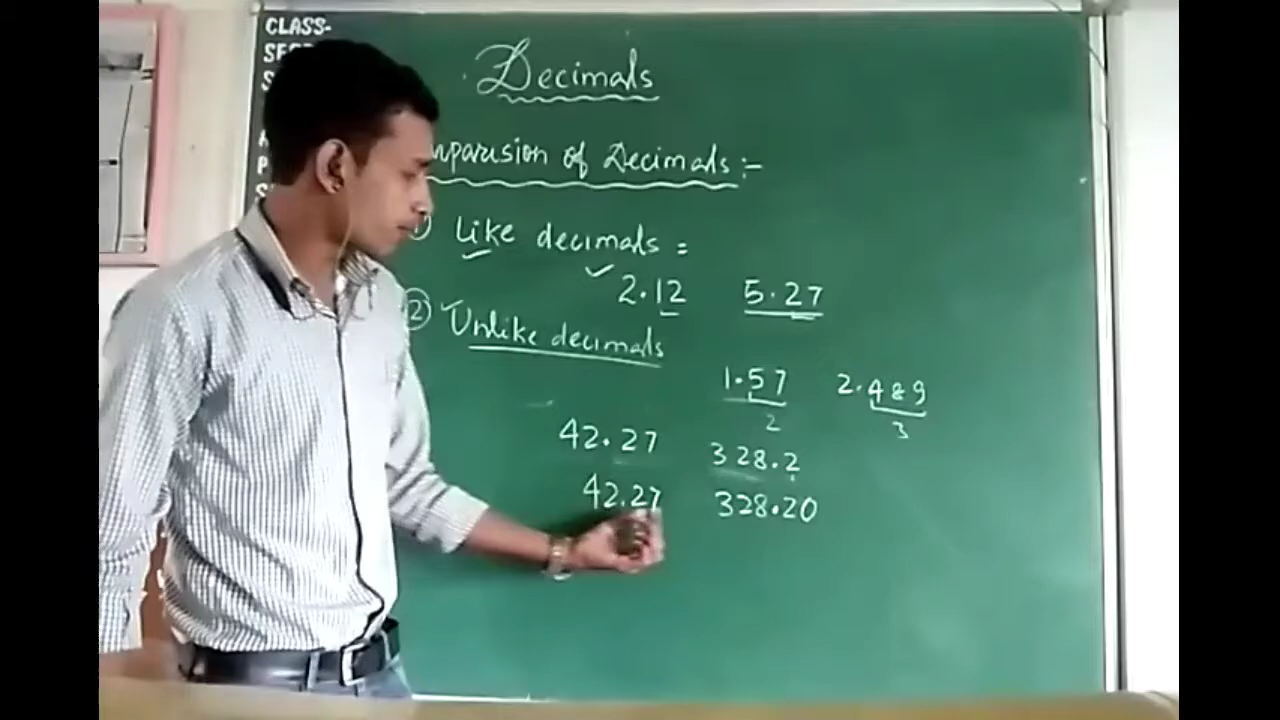 CLASS-
Decimals
Comparision of Decimals:-
① Like decimals =
2.12 5.27
② Unlike decimals
1.57 2.489
2 3
42.27 328.2
42.27 328.20